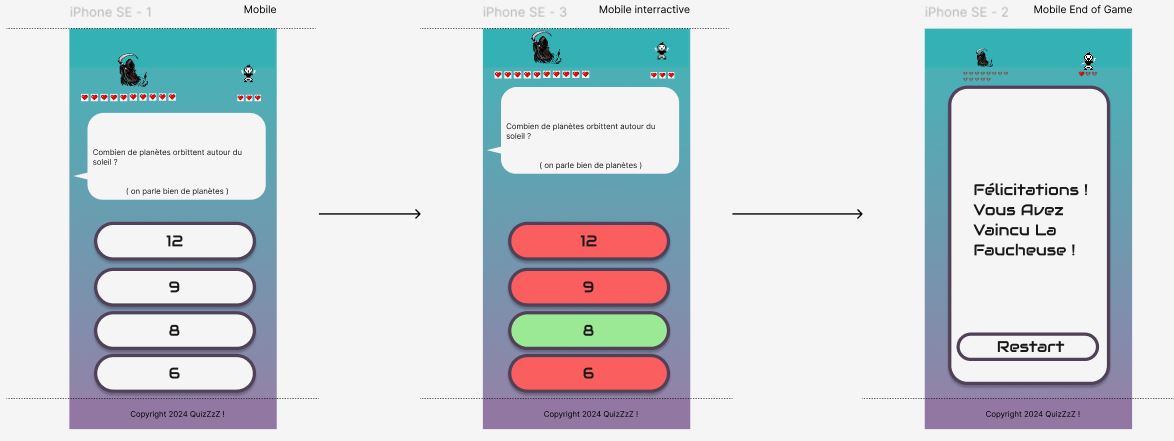 iPhone SE - 1
Mobile
Combien de planètes orbittent autour du
soleil ?
( on parle bien de planètes )
12
9
8
6
Copyright 2024 QuizZzZ !
iPhone SE - 3
Mobile interractive
Combien de planètes orbittent autour du
soleil ?
( on parle bien de planètes )
12
9
8
6
Copyright 2024 QuizZzZ !
iPhone SE - 2
Mobile End of Game
Félicitations !
Vous Avez
Vaincu La
Faucheuse !
Restart
Copyright 2024 QuizZzZ !